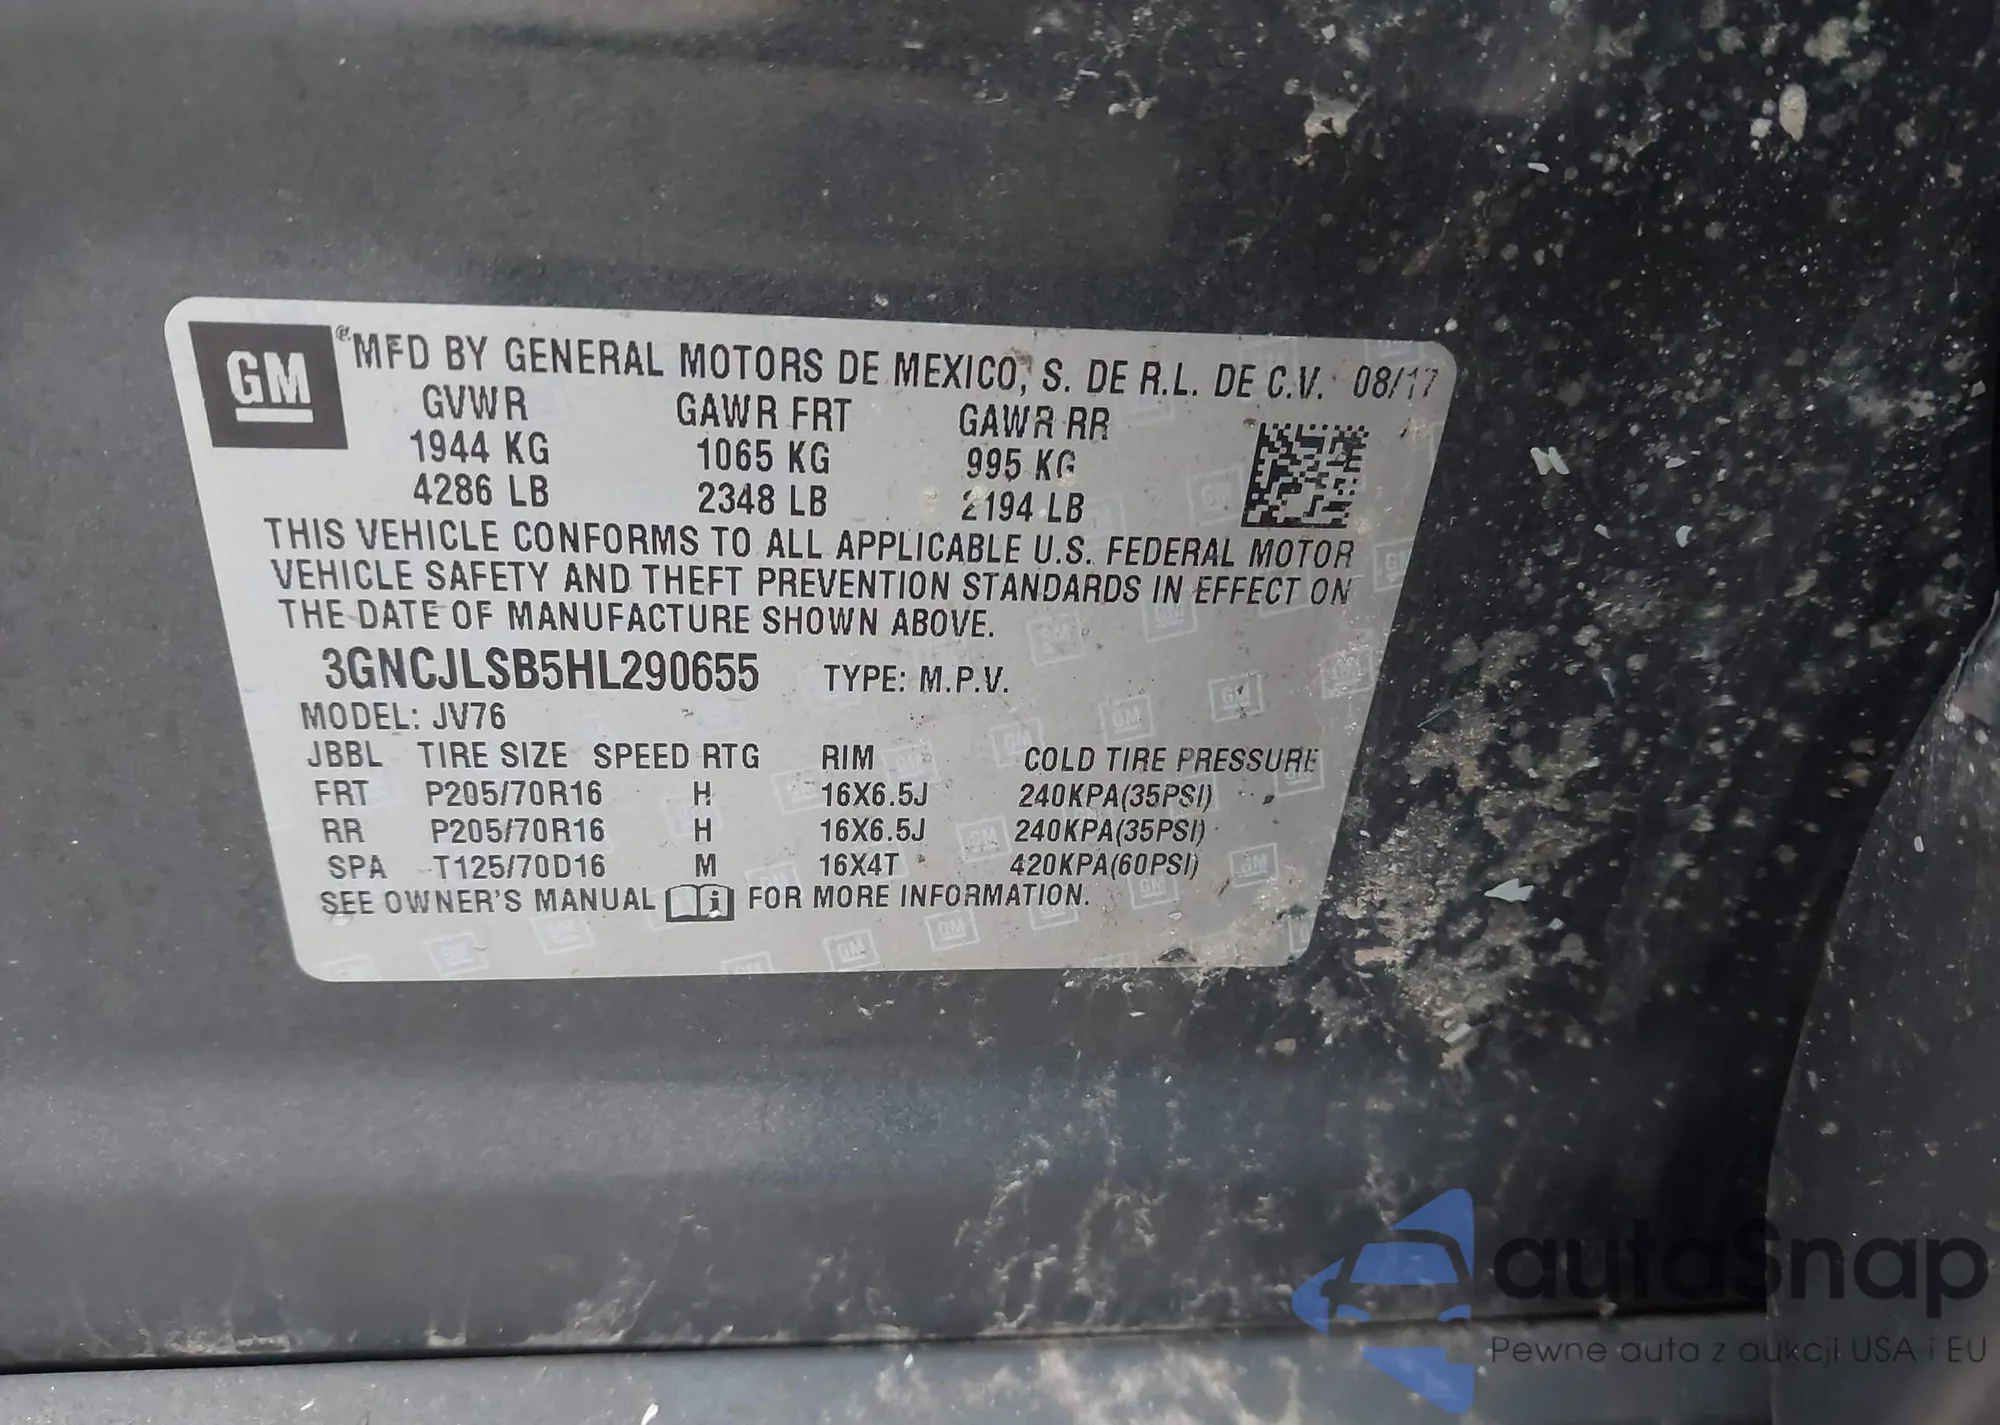 GM
® MFD BY GENERAL MOTORS DE MEXICO, S. DE R.L. DE C.V. 08/17
GVWR GAWR FRT GAWR RR
1944 KG 1065 KG 995 KG
4286 LB 2348 LB 2194 LB
THIS VEHICLE CONFORMS TO ALL APPLICABLE U.S. FEDERAL MOTOR
VEHICLE SAFETY AND THEFT PREVENTION STANDARDS IN EFFECT ON
THE DATE OF MANUFACTURE SHOWN ABOVE.
3GNCJLSB5HL290655 TYPE: M.P.V.
MODEL: JV76
JBBL TIRE SIZE SPEED RTG RIM COLD TIRE PRESSURE
FRT P205/70R16 H 16X6.5J 240KPA(35PSI)
RR P205/70R16 H 16X6.5J 240KPA(35PSI)
SPA T125/70D16 M 16X4T 420KPA(60PSI)
SEE OWNER'S MANUAL i FOR MORE INFORMATION.
autaSnap
Pewne auta z aukcji USA i EU